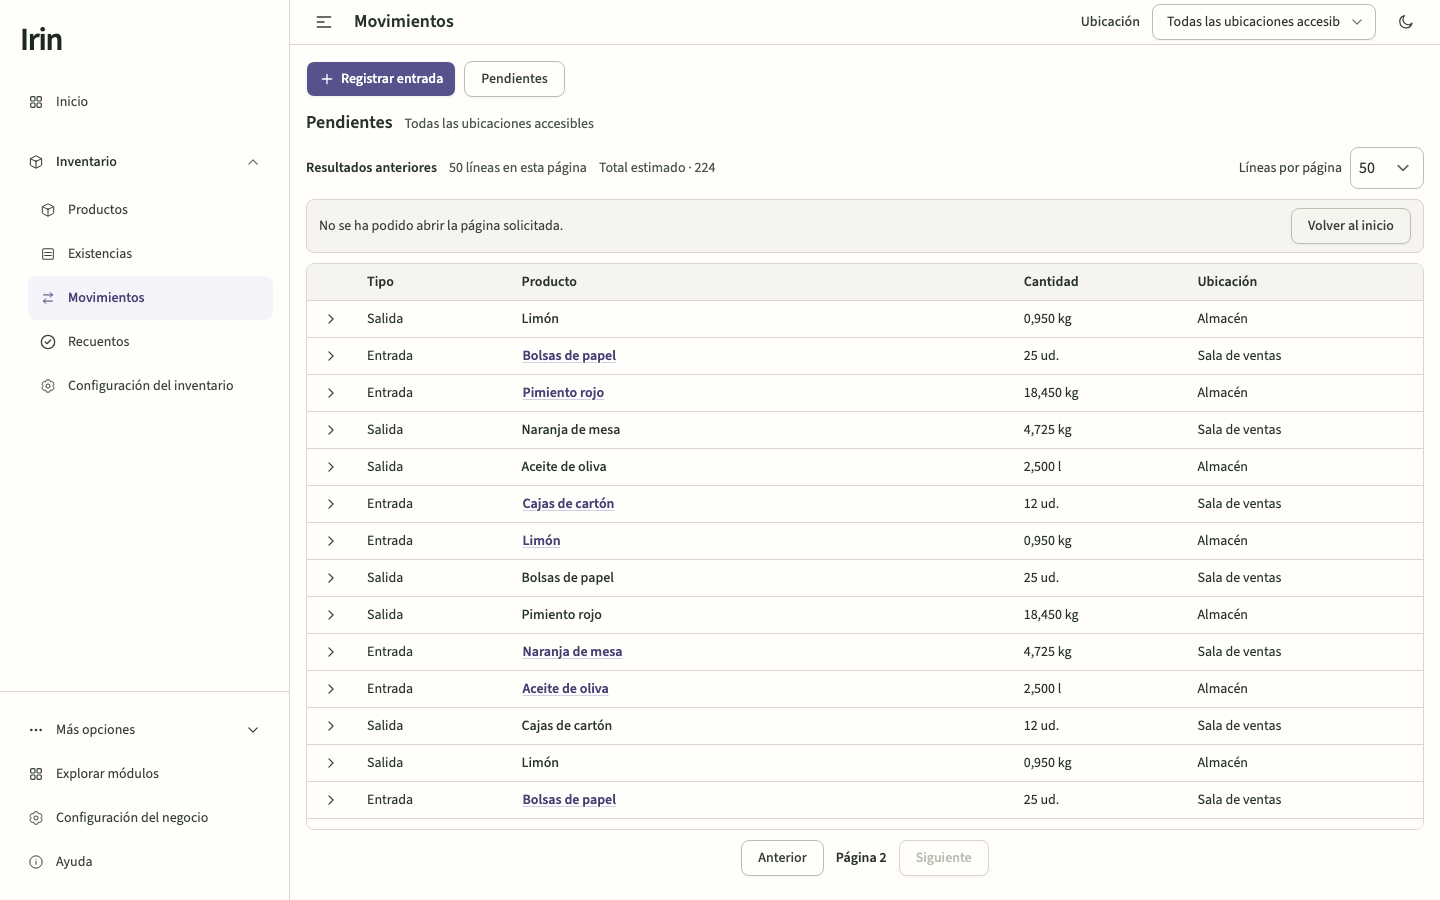 Irin
Inicio
Inventario
Productos
Existencias
Movimientos
Recuentos
Configuración del inventario
Más opciones
Explorar módulos
Configuración del negocio
Ayuda
Movimientos
Ubicación Todas las ubicaciones accesib
Registrar entrada Pendientes
Pendientes Todas las ubicaciones accesibles
Resultados anteriores 50 líneas en esta página Total estimado · 224 Líneas por página 50
No se ha podido abrir la página solicitada. Volver al inicio
Tipo Producto Cantidad Ubicación
Salida Limón 0,950 kg Almacén
Entrada Bolsas de papel 25 ud. Sala de ventas
Entrada Pimiento rojo 18,450 kg Almacén
Salida Naranja de mesa 4,725 kg Sala de ventas
Salida Aceite de oliva 2,500 l Almacén
Entrada Cajas de cartón 12 ud. Sala de ventas
Entrada Limón 0,950 kg Almacén
Salida Bolsas de papel 25 ud. Sala de ventas
Salida Pimiento rojo 18,450 kg Almacén
Entrada Naranja de mesa 4,725 kg Sala de ventas
Entrada Aceite de oliva 2,500 l Almacén
Salida Cajas de cartón 12 ud. Sala de ventas
Salida Limón 0,950 kg Almacén
Entrada Bolsas de papel 25 ud. Sala de ventas
Anterior Página 2 Siguiente